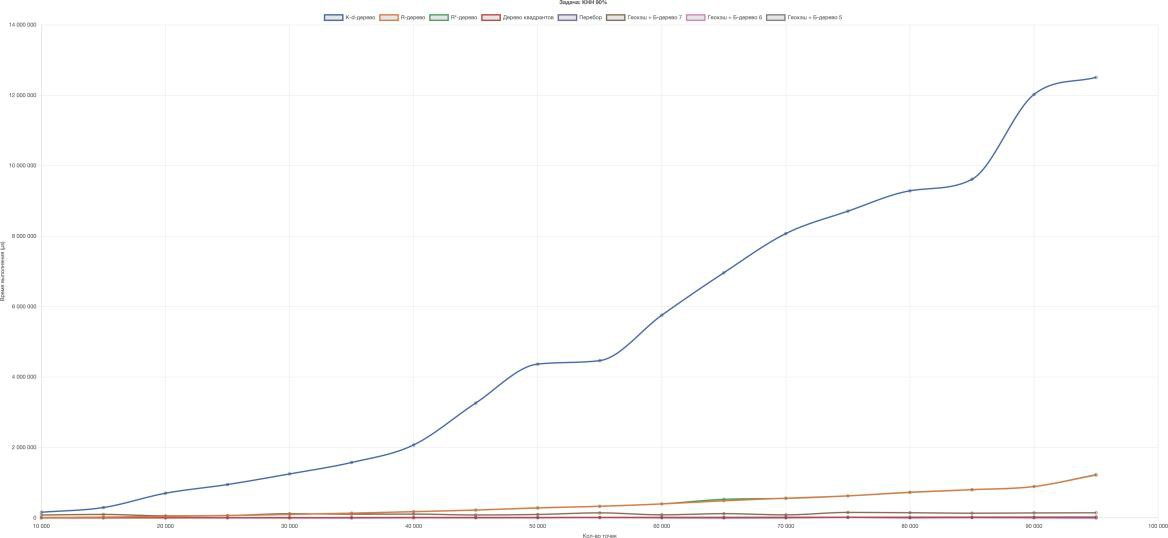 Задача: КНН 90%
K-d-дерево R-дерево R*-дерево Дерево квадрантов Перебор Геохэш + Б-дерево 7 Геохэш + Б-дерево 6 Геохэш + Б-дерево 5
14 000 000
12 000 000
10 000 000
8 000 000
6 000 000
4 000 000
2 000 000
0
Время выполнения (μs)
10 000 20 000 30 000 40 000 50 000 60 000 70 000 80 000 90 000 100 000
Кол-во точек